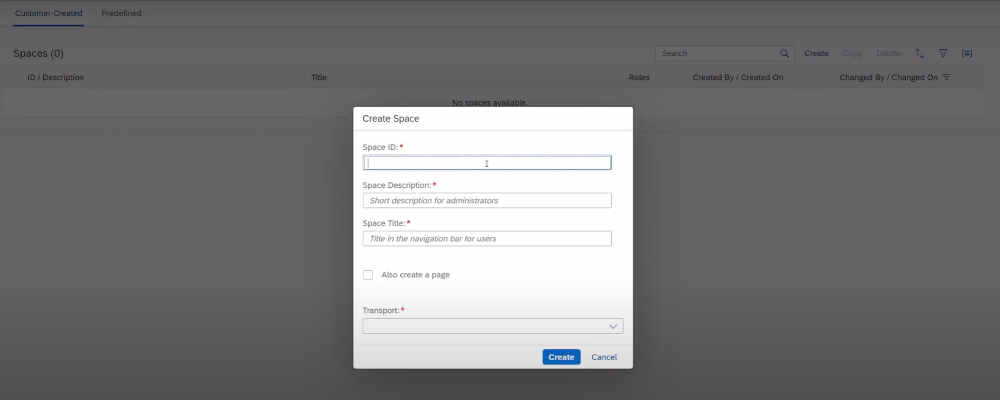 Customer-Created Predefined
Spaces (0) Search Create Copy Delete
ID / Description Title Roles Created By / Created On Changed By / Changed On
No spaces available.
Create Space
Space ID:*
Space Description:*
Short description for administrators
Space Title:*
Title in the navigation bar for users
Also create a page
Transport:*
Create Cancel